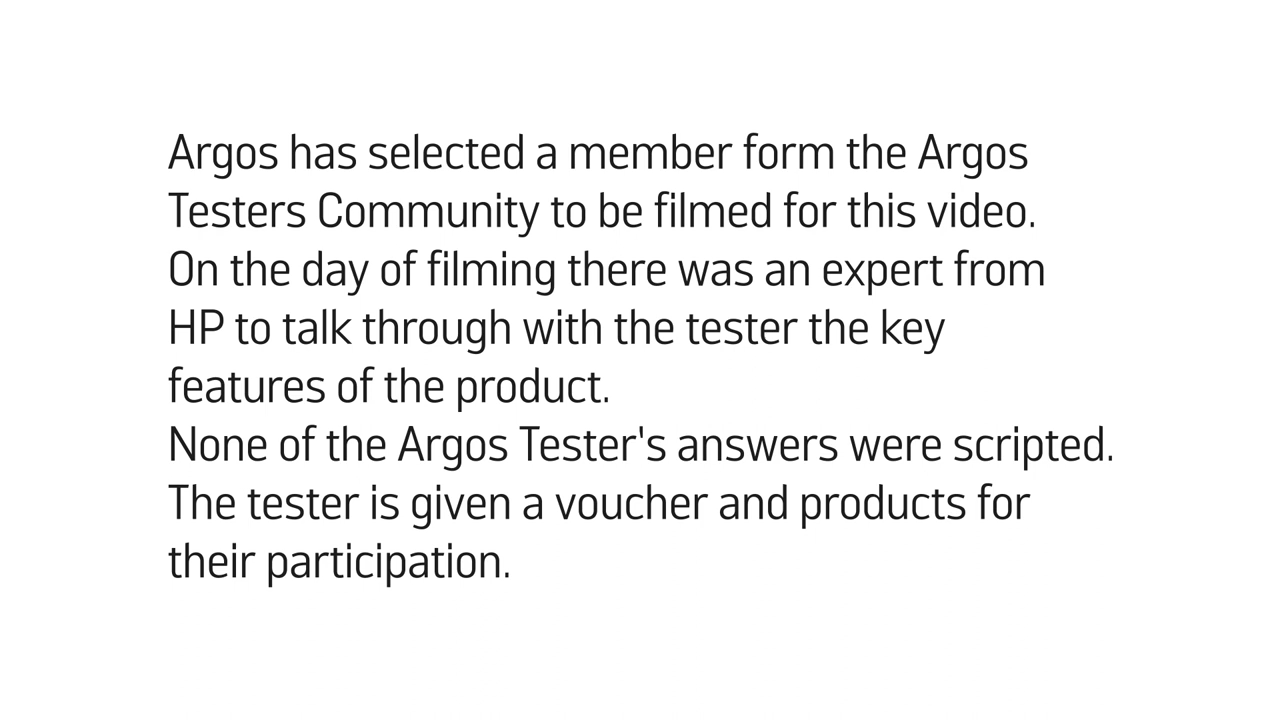 Argos has selected a member form the Argos
Testers Community to be filmed for this video.
On the day of filming there was an expert from
HP to talk through with the tester the key
features of the product.
None of the Argos Tester's answers were scripted.
The tester is given a voucher and products for
their participation.